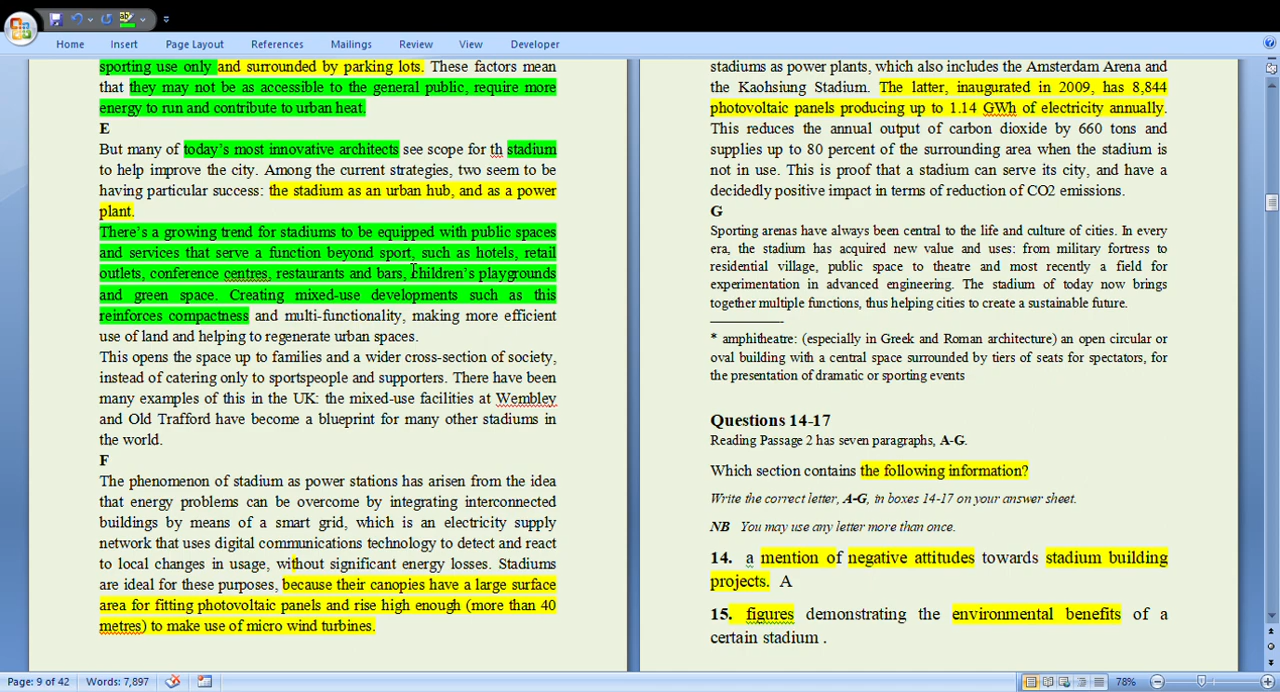 Home Insert Page Layout References Mailings Review View Developer
sporting use only and surrounded by parking lots. These factors mean
that they may not be as accessible to the general public, require more
energy to run and contribute to urban heat.
E
But many of today's most innovative architects see scope for th stadium
to help improve the city. Among the current strategies, two seem to be
having particular success: the stadium as an urban hub, and as a power
plant.
There's a growing trend for stadiums to be equipped with public spaces
and services that serve a function beyond sport, such as hotels, retail
outlets, conference centres, restaurants and bars, children's playgrounds
and green space. Creating mixed-use developments such as this
reinforces compactness and multi-functionality, making more efficient
use of land and helping to regenerate urban spaces.
This opens the space up to families and a wider cross-section of society,
instead of catering only to sportspeople and supporters. There have been
many examples of this in the UK: the mixed-use facilities at Wembley
and Old Trafford have become a blueprint for many other stadiums in
the world.
F
The phenomenon of stadium as power stations has arisen from the idea
that energy problems can be overcome by integrating interconnected
buildings by means of a smart grid, which is an electricity supply
network that uses digital communications technology to detect and react
to local changes in usage, without significant energy losses. Stadiums
are ideal for these purposes, because their canopies have a large surface
area for fitting photovoltaic panels and rise high enough (more than 40
metres) to make use of micro wind turbines.
stadiums as power plants, which also includes the Amsterdam Arena and
the Kaohsiung Stadium. The latter, inaugurated in 2009, has 8,844
photovoltaic panels producing up to 1.14 GWh of electricity annually.
This reduces the annual output of carbon dioxide by 660 tons and
supplies up to 80 percent of the surrounding area when the stadium is
not in use. This is proof that a stadium can serve its city, and have a
decidedly positive impact in terms of reduction of CO2 emissions.
G
Sporting arenas have always been central to the life and culture of cities. In every
era, the stadium has acquired new value and uses: from military fortress to
residential village, public space to theatre and most recently a field for
experimentation in advanced engineering. The stadium of today now brings
together multiple functions, thus helping cities to create a sustainable future.
* amphitheatre: (especially in Greek and Roman architecture) an open circular or
oval building with a central space surrounded by tiers of seats for spectators, for
the presentation of dramatic or sporting events
Questions 14-17
Reading Passage 2 has seven paragraphs, A-G.
Which section contains the following information?
Write the correct letter, A-G, in boxes 14-17 on your answer sheet.
NB You may use any letter more than once.
14. a mention of negative attitudes towards stadium building
projects. A
15. figures demonstrating the environmental benefits of a
certain stadium .
Page: 9 of 42 Words: 7,897 78%